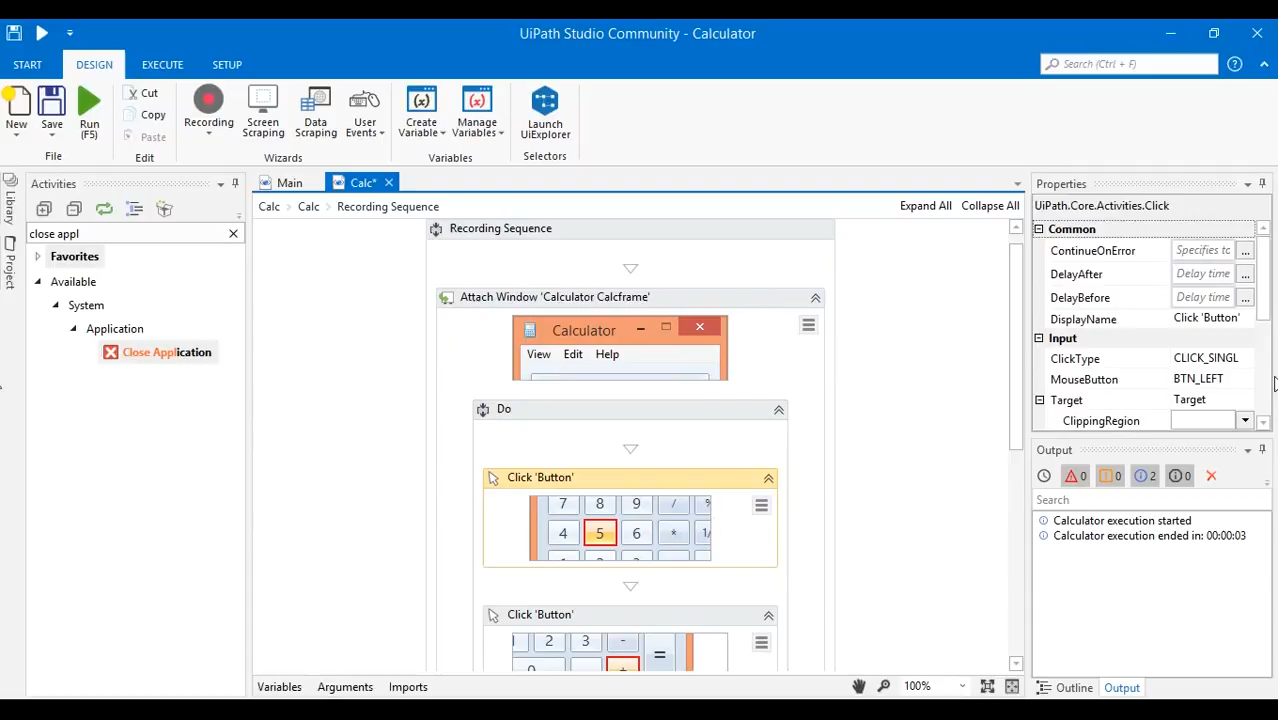 UiPath Studio Community - Calculator
START
DESIGN
EXECUTE
SETUP
Search (Ctrl + F)
New
Save
Run
(F5)
Cut
Copy
Paste
Recording
Screen
Scraping
Data
Scraping
User
Events
Create
Variable
Manage
Variables
Launch
UiExplorer
File
Edit
Wizards
Variables
Selectors
Library
Project
Activities
close appl
Favorites
Available
System
Application
Close Application
Main
Calc*
Calc > Calc > Recording Sequence
Expand All
Collapse All
Recording Sequence
Attach Window 'Calculator Calcframe'
Calculator
View Edit Help
Do
Click 'Button'
7 8 9 / %
4 5 6 * 1/
Click 'Button'
2 3 - =
0 . +
Variables
Arguments
Imports
100%
Properties
UiPath.Core.Activities.Click
Common
ContinueOnError Specifies tc ...
DelayAfter Delay time ...
DelayBefore Delay time ...
DisplayName Click 'Button'
Input
ClickType CLICK_SINGL
MouseButton BTN_LEFT
Target Target
ClippingRegion
Output
0 0 2 0
Search
Calculator execution started
Calculator execution ended in: 00:00:03
Outline
Output